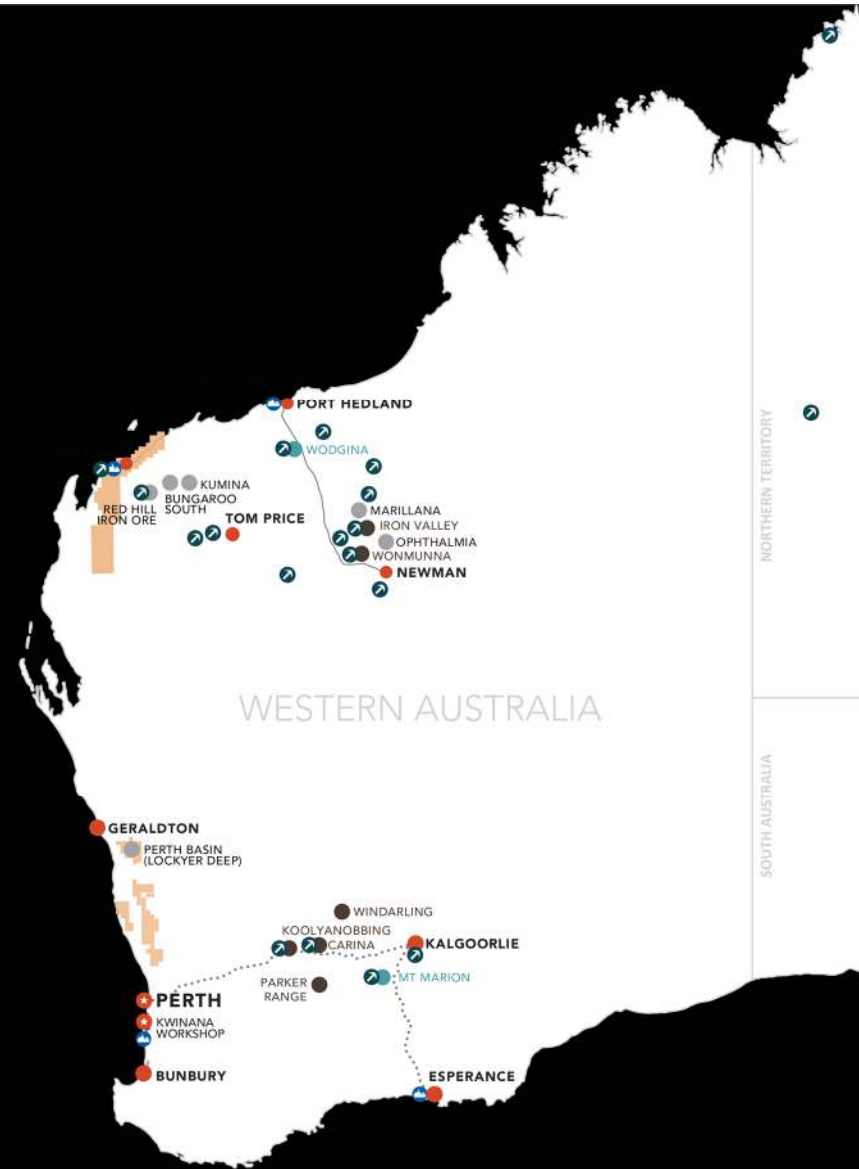 PORT HEDLAND
WODGINA
KUMINA
BUNGAROO
SOUTH
RED HILL
IRON ORE
TOM PRICE
MARILLANA
IRON VALLEY
OPHTHALMIA
WONMUNNA
NEWMAN
NORTHERN TERRITORY
WESTERN AUSTRALIA
SOUTH AUSTRALIA
GERALDTON
PERTH BASIN
(LOCKYER DEEP)
WINDARLING
KOOLYANOBBING
CARINA
KALGOORLIE
MT MARION
PARKER
RANGE
PERTH
KWINANA
WORKSHOP
BUNBURY
ESPERANCE